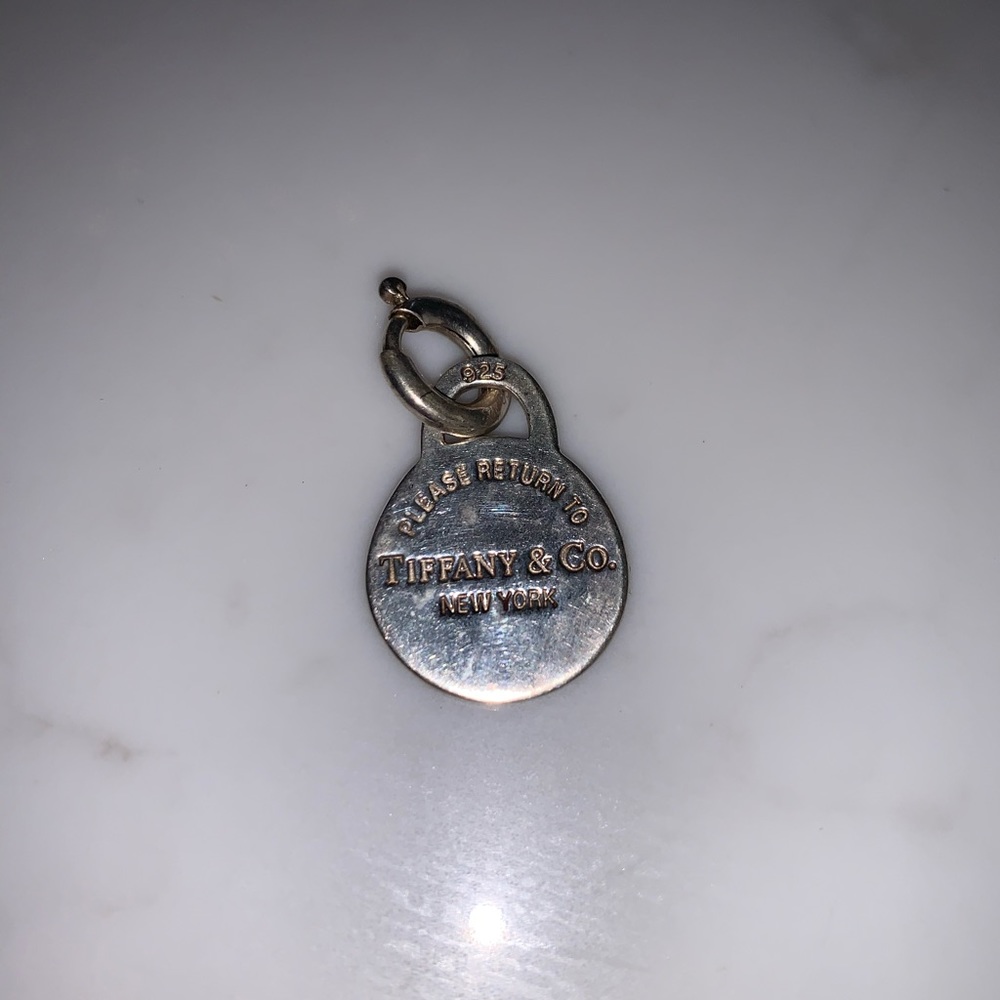 925
PLEASE RETURN TO
TIFFANY & CO.
NEW YORK